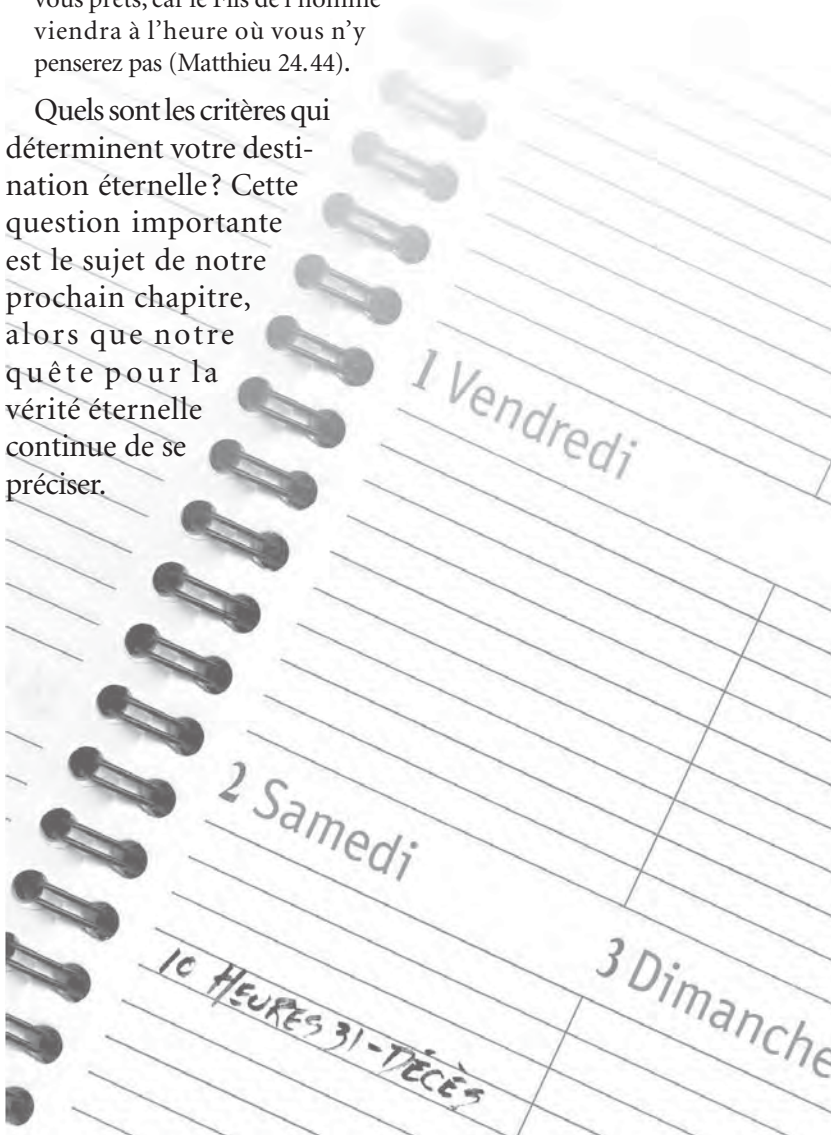 vous prêts, car le Fils de l'homme
viendra à l'heure où vous n'y
penserez pas (Matthieu 24.44).
Quels sont les critères qui
déterminent votre desti-
nation éternelle ? Cette
question importante
est le sujet de notre
prochain chapitre,
alors que notre
quête pour la
vérité éternelle
continue de se
préciser.
1 Vendredi
2 Samedi
10 HEURES 31-DÉCÈS
3 Dimanche